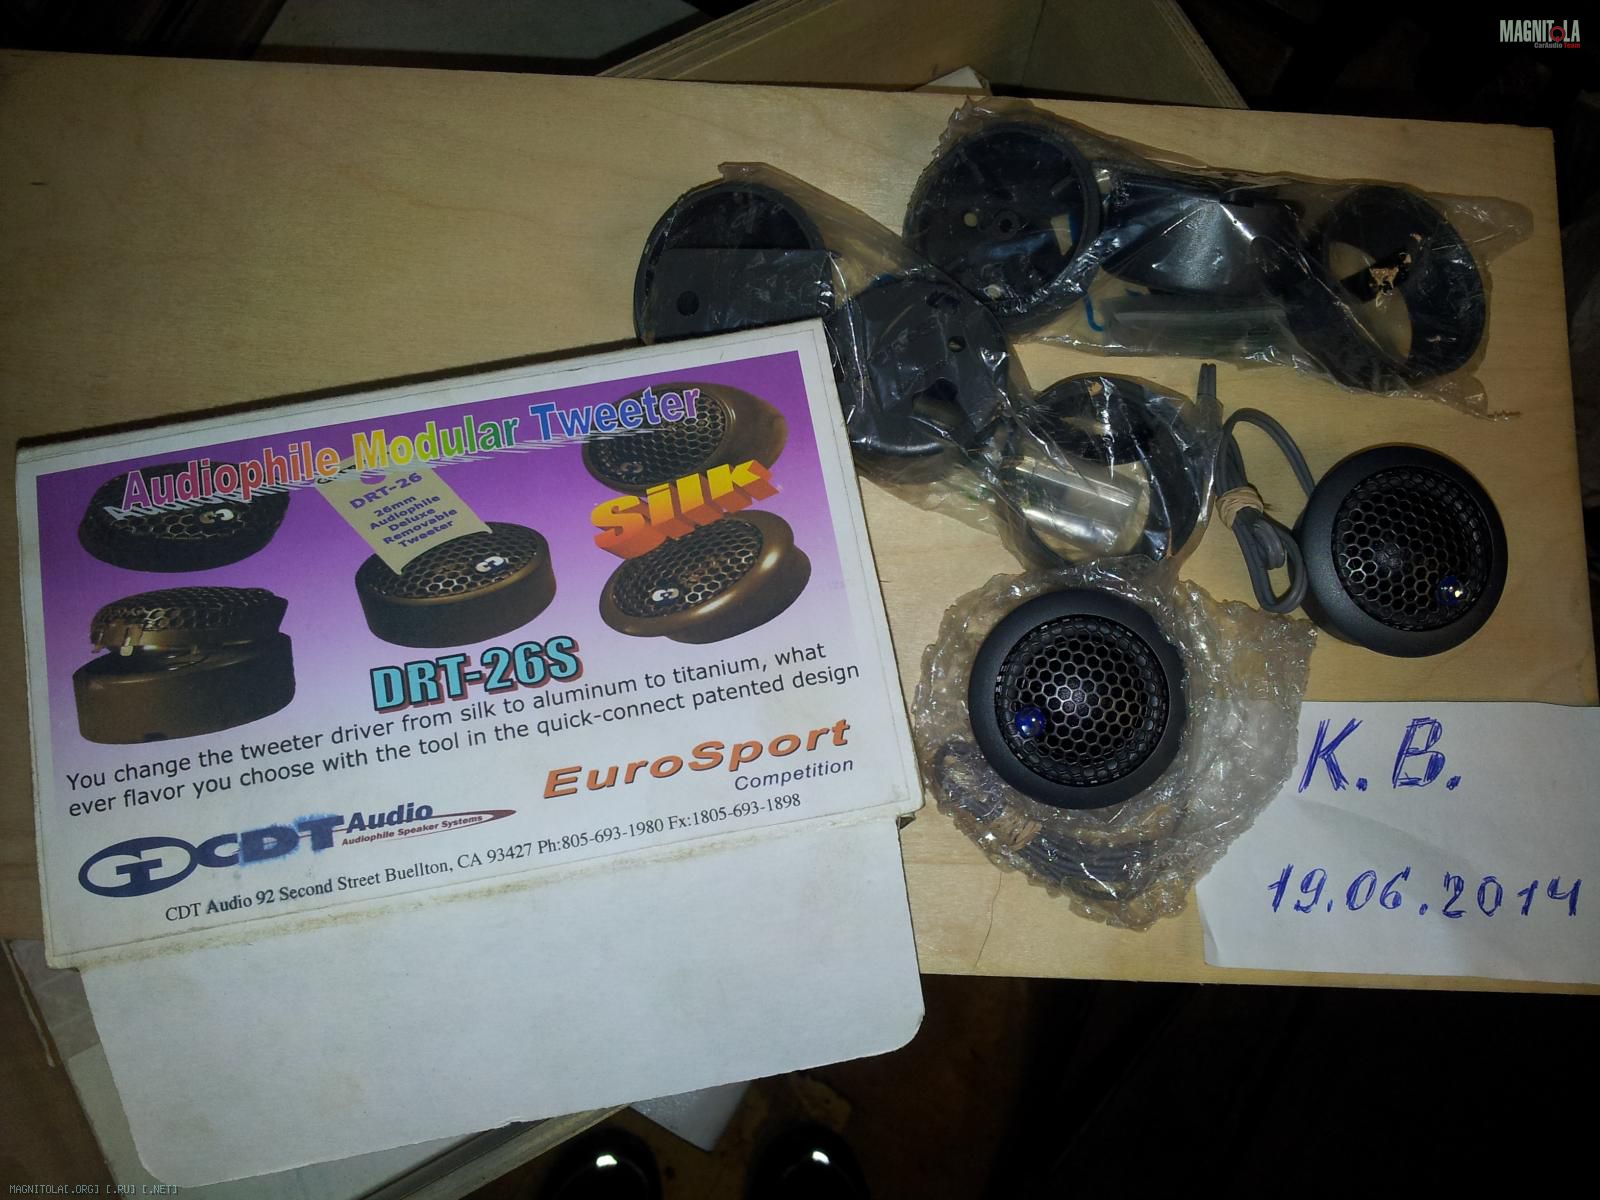 MAGNITOLA
CarAudio Team
Audiophile Modular Tweeter
DRT-26
26mm
Audiophile
Deluxe
Removable
Tweeter
Silk
DRT-26S
You change the tweeter driver from silk to aluminum to titanium, what
ever flavor you choose with the tool in the quick-connect patented design
EuroSport
Competition
CDT Audio
Audiophile Speaker Systems
CDT Audio 92 Second Street Buellton, CA 93427 Ph:805-693-1980 Fx:1805-693-1898
К.В.
19.06.2014
MAGNITOLA[.ORG] [.RU] [.NET]